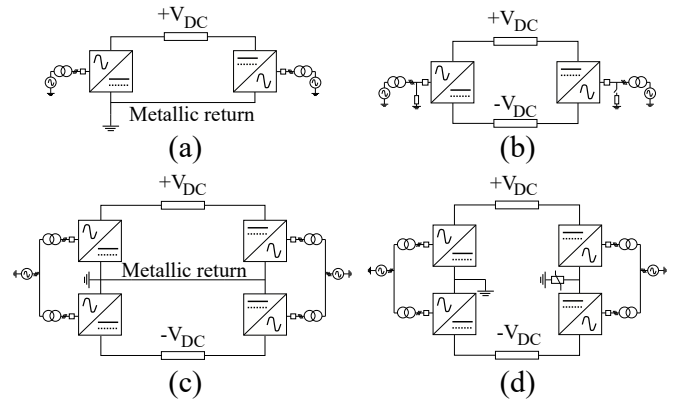 +V_DC
Metallic return
(a)
+V_DC
-V_DC
(b)
+V_DC
Metallic return
-V_DC
(c)
+V_DC
-V_DC
(d)